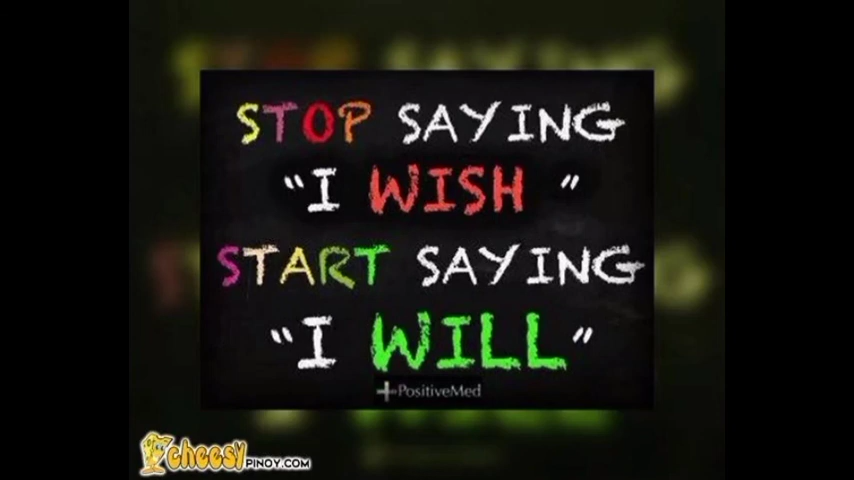 STOP SAYING
"I WISH "
START SAYING
"I WILL"
+PositiveMed
cheesyPINOY.COM